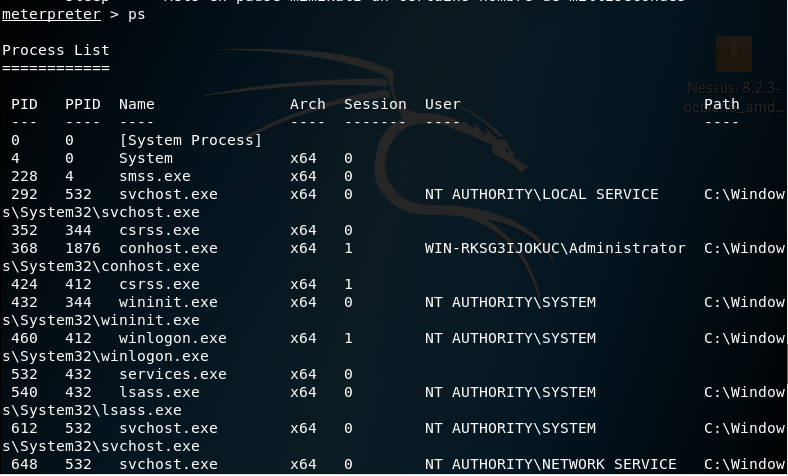 meterpreter > ps
Process List
============
PID PPID Name Arch Session User Path
--- ---- ---- ---- ------- ---- ----
0 0 [System Process]
4 0 System x64 0
228 4 smss.exe x64 0
292 532 svchost.exe x64 0 NT AUTHORITY\LOCAL SERVICE C:\Window
s\System32\svchost.exe
352 344 csrss.exe x64 0
368 1876 conhost.exe x64 1 WIN-RKSG3IJOKUC\Administrator C:\Window
s\System32\conhost.exe
424 412 csrss.exe x64 1
432 344 wininit.exe x64 0 NT AUTHORITY\SYSTEM C:\Window
s\System32\wininit.exe
460 412 winlogon.exe x64 1 NT AUTHORITY\SYSTEM C:\Window
s\System32\winlogon.exe
532 432 services.exe x64 0
540 432 lsass.exe x64 0 NT AUTHORITY\SYSTEM C:\Window
s\System32\lsass.exe
612 532 svchost.exe x64 0 NT AUTHORITY\SYSTEM C:\Window
s\System32\svchost.exe
648 532 svchost.exe x64 0 NT AUTHORITY\NETWORK SERVICE C:\Window
Nessus-8.2.3-